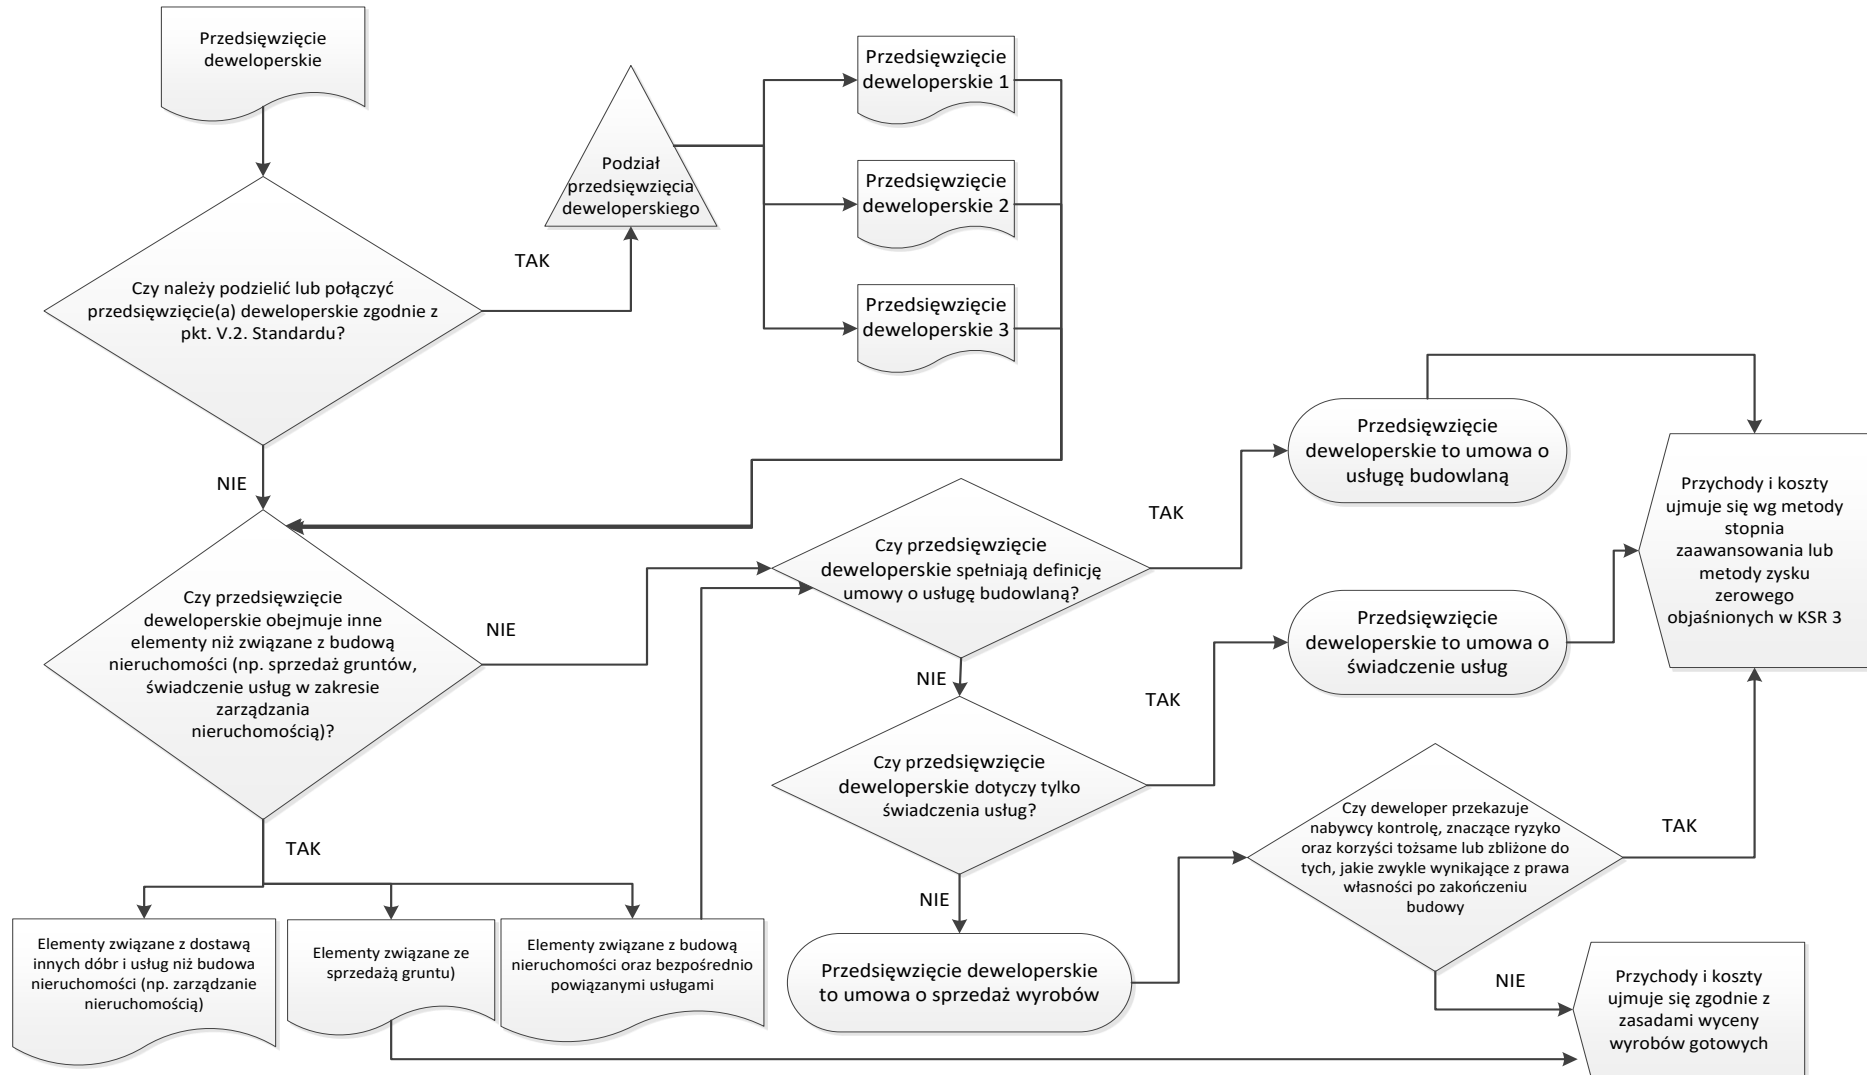 Przedsięwzięcie
deweloperskie
Czy należy podzielić lub połączyć
przedsięwzięcie(a) deweloperskie zgodnie z
pkt. V.2. Standardu?
TAK
NIE
Podział
przedsięwzięcia
deweloperskiego
Przedsięwzięcie
deweloperskie 1
Przedsięwzięcie
deweloperskie 2
Przedsięwzięcie
deweloperskie 3
Czy przedsięwzięcie
deweloperskie obejmuje inne
elementy niż związane z budową
nieruchomości (np. sprzedaż gruntów,
świadczenie usług w zakresie
zarządzania
nieruchomością)?
NIE
TAK
Elementy związane z dostawą
innych dóbr i usług niż budowa
nieruchomości (np. zarządzanie
nieruchomością)
Elementy związane ze
sprzedażą gruntu)
Elementy związane z budową
nieruchomości oraz bezpośrednio
powiązanymi usługami
Czy przedsięwzięcie
deweloperskie spełniają definicję
umowy o usługę budowlaną?
TAK
NIE
Przedsięwzięcie
deweloperskie to umowa o
usługę budowlaną
Czy przedsięwzięcie
deweloperskie dotyczy tylko
świadczenia usług?
TAK
NIE
Przedsięwzięcie
deweloperskie to umowa o
świadczenie usług
Przedsięwzięcie deweloperskie
to umowa o sprzedaż wyrobów
Czy deweloper przekazuje
nabywcy kontrolę, znaczące ryzyko
oraz korzyści tożsame lub zbliżone do
tych, jakie zwykle wynikające z prawa
własności po zakończeniu
budowy
TAK
NIE
Przychody i koszty
ujmuje się wg metody
stopnia
zaawansowania lub
metody zysku
zerowego
objaśnionych w KSR 3
Przychody i koszty
ujmuje się zgodnie z
zasadami wyceny
wyrobów gotowych